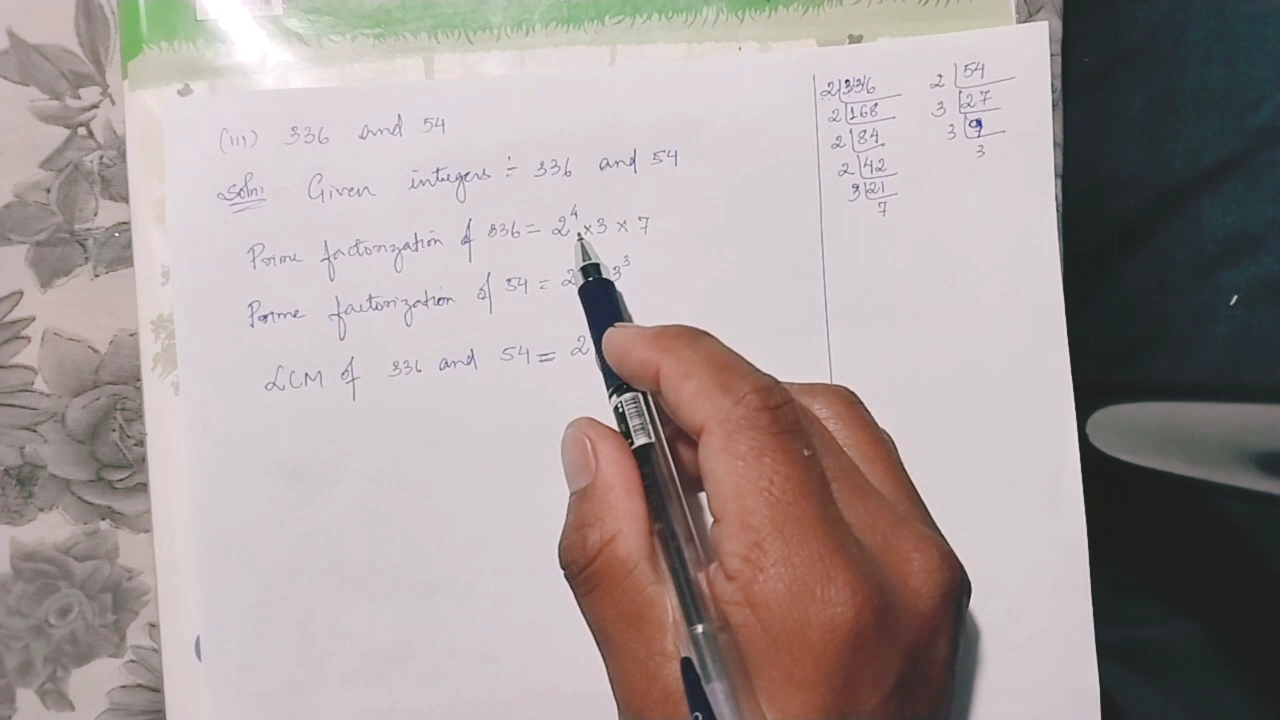 (iii) 336 and 54
Soln: Given integers ÷ 336 and 54
Prime factorization of 336 = 2⁴ × 3 × 7
Prime factorization of 54 = 2 3³
LCM of 336 and 54 = 2
2 336
2 168
2 84
2 42
3 21
7
2 54
3 27
3 9
3